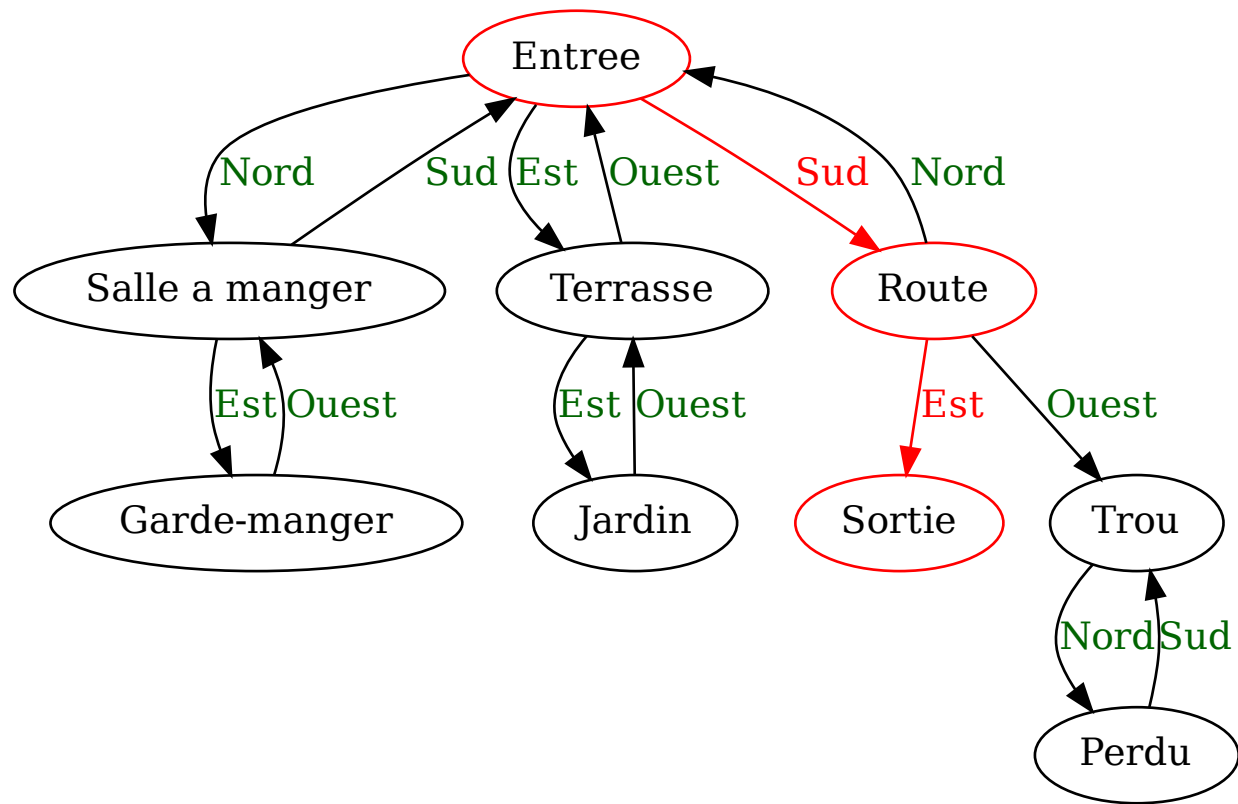 Entree
Nord
Sud
Est
Ouest
Sud
Nord
Salle a manger
Terrasse
Route
Est
Ouest
Est
Ouest
Est
Ouest
Garde-manger
Jardin
Sortie
Trou
Nord
Sud
Perdu